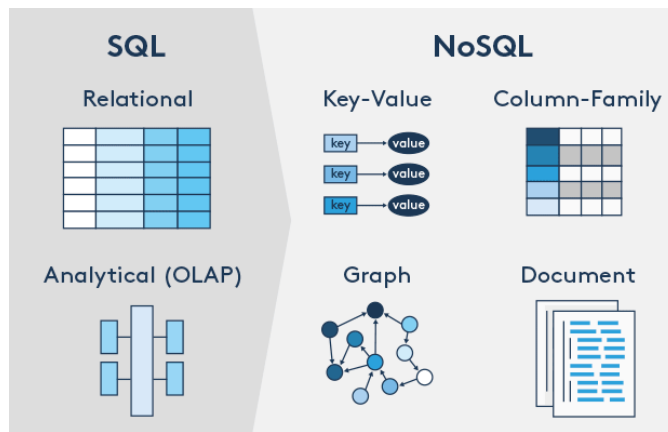 SQL
NoSQL
Relational
Key-Value
Column-Family
key
value
key
value
key
value
Analytical (OLAP)
Graph
Document